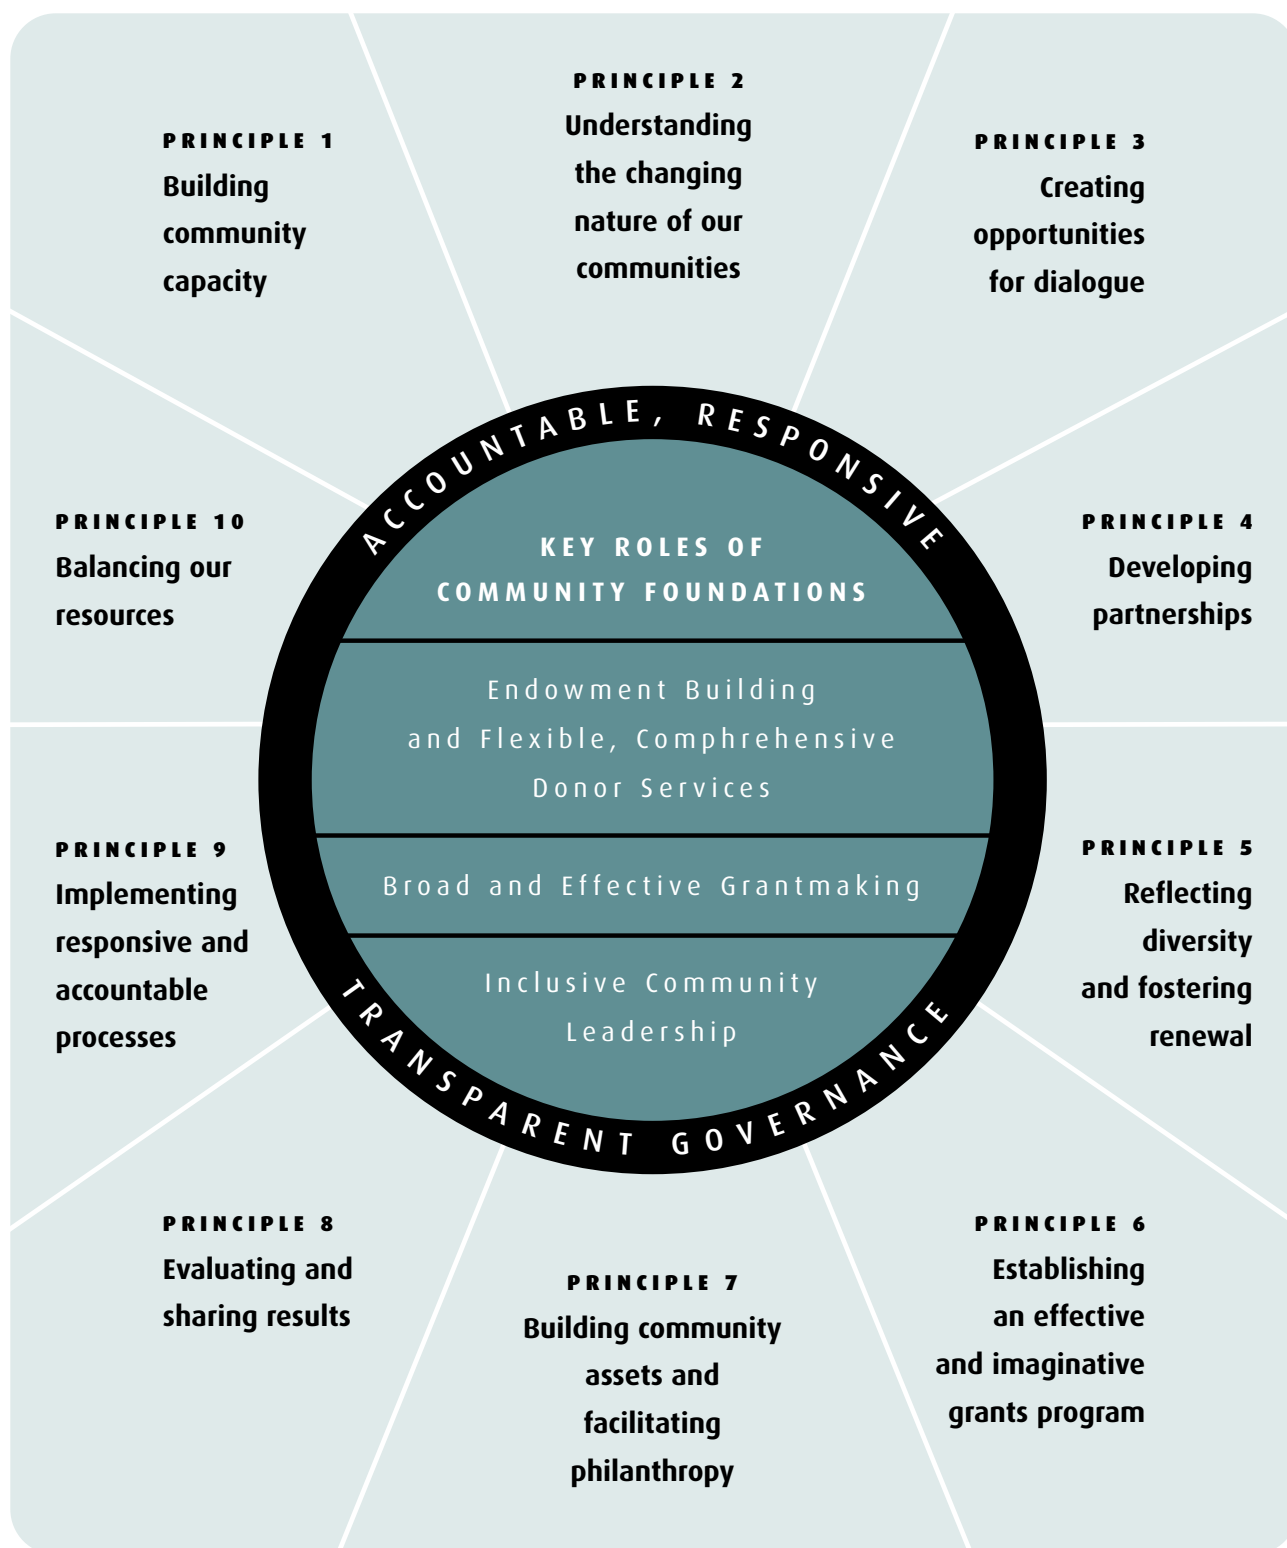 PRINCIPLE 1
Building
community
capacity
PRINCIPLE 2
Understanding
the changing
nature of our
communities
PRINCIPLE 3
Creating
opportunities
for dialogue
PRINCIPLE 4
Developing
partnerships
PRINCIPLE 5
Reflecting
diversity
and fostering
renewal
PRINCIPLE 6
Establishing
an effective
and imaginative
grants program
PRINCIPLE 7
Building community
assets and
facilitating
philanthropy
PRINCIPLE 8
Evaluating and
sharing results
PRINCIPLE 9
Implementing
responsive and
accountable
processes
PRINCIPLE 10
Balancing our
resources
ACCOUNTABLE, RESPONSIVE
KEY ROLES OF
COMMUNITY FOUNDATIONS
Endowment Building
and Flexible, Comphrehensive
Donor Services
Broad and Effective Grantmaking
Inclusive Community
Leadership
TRANSPARENT GOVERNANCE